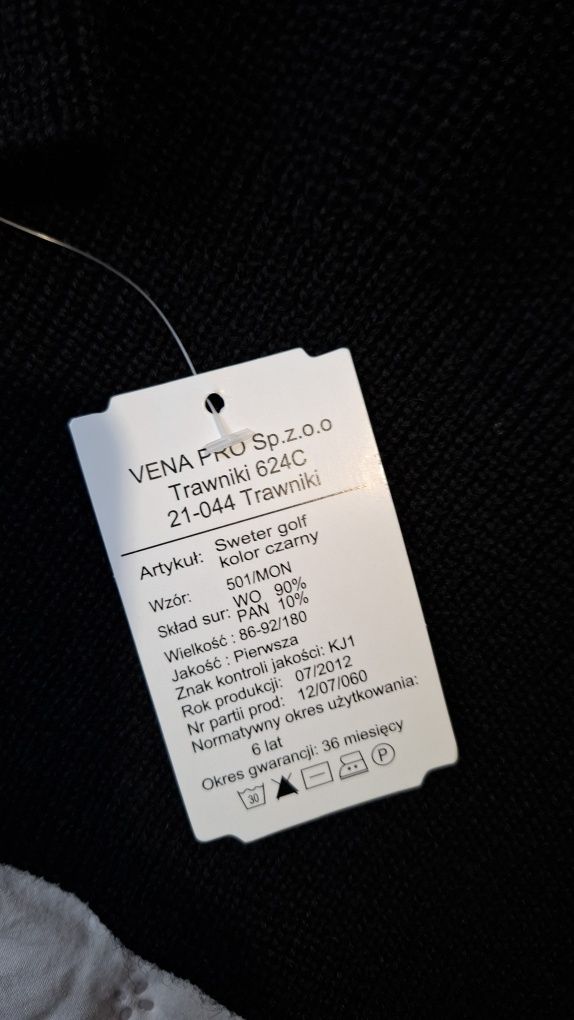 VENA PRO Sp.z.o.o
Trawniki 624C
21-044 Trawniki
Artykuł: Sweter golf
kolor czarny
Wzór: 501/MON
Skład sur: WO 90%
PAN 10%
Wielkość : 86-92/180
Jakość : Pierwsza
Znak kontroli jakości: KJ1
Rok produkcji: 07/2012
Nr partii prod: 12/07/060
Normatywny okres użytkowania:
6 lat
Okres gwarancji: 36 miesięcy
30 P